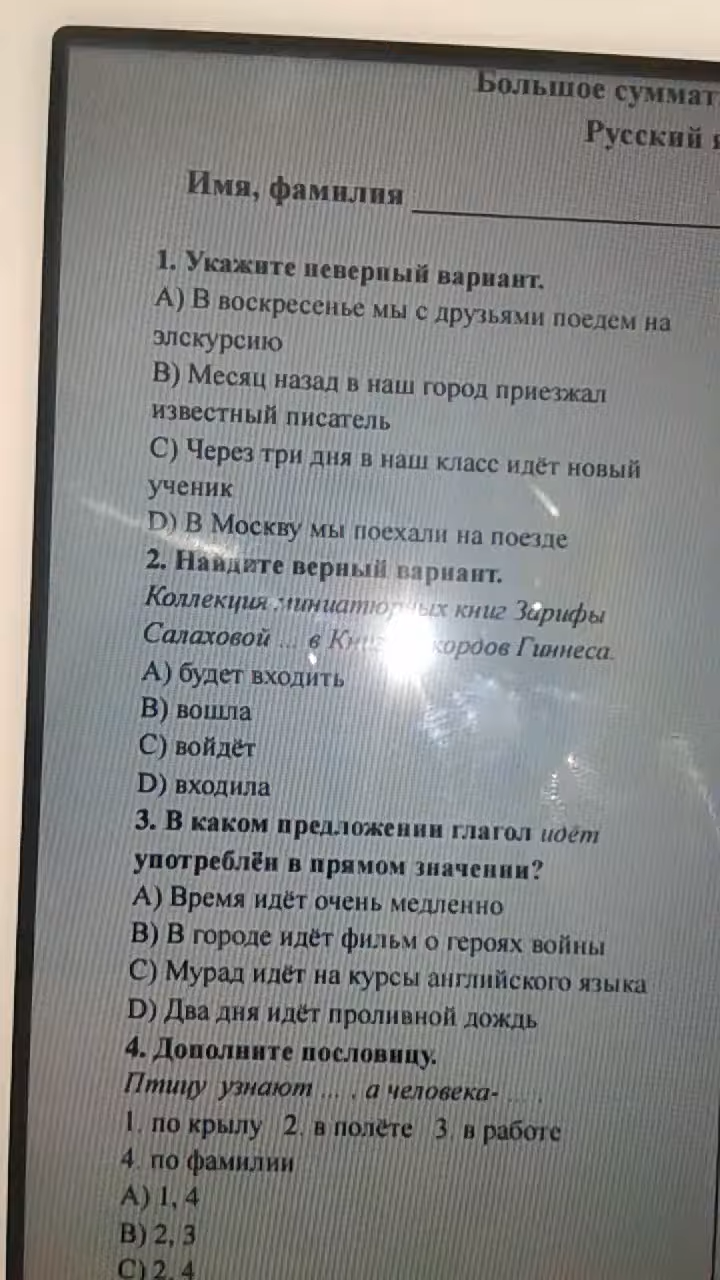 Большое суммат
Русский я
Имя, фамилия
1. Укажите неверный вариант.
А) В воскресенье мы с друзьями поедем на
элскурсию
В) Месяц назад в наш город приезжал
известный писатель
С) Через три дня в наш класс идёт новый
ученик
D) В Москву мы поехали на поезде
2. Найдите верный вариант.
Коллекция миниатюрных книг Зарифы
Салаховой ... в Гиннеса.
А) будет входить
В) вошла
С) войдёт
D) входила
3. В каком предложении глагол идёт
употреблён в прямом значении?
А) Время идёт очень медленно
В) В городе идёт фильм о героях войны
С) Мурад идёт на курсы английского языка
D) Два дня идёт проливной дождь
4. Дополните пословицу.
Птицу узнают ... , а человека- ... .
1. по крылу 2. в полёте 3. в работе
4. по фамилии
А) 1, 4
В) 2, 3
С) 2, 4